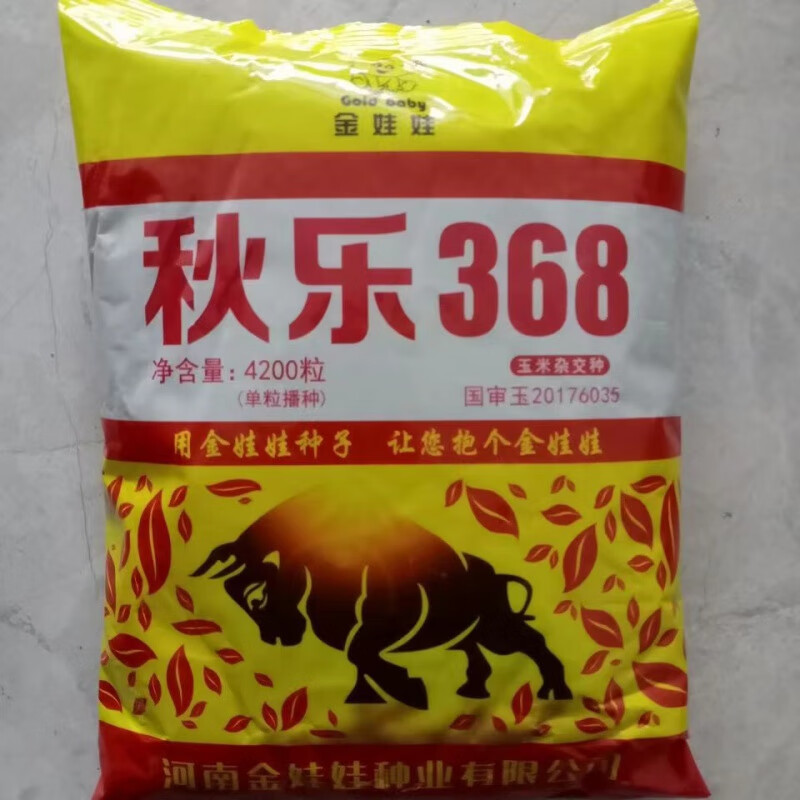 Gold Baby
金娃娃
秋乐368
净含量：4200粒
(单粒播种)
玉米杂交种
国审玉20176035
用金娃娃种子 让您抱个金娃娃
河南金娃娃种业有限公司